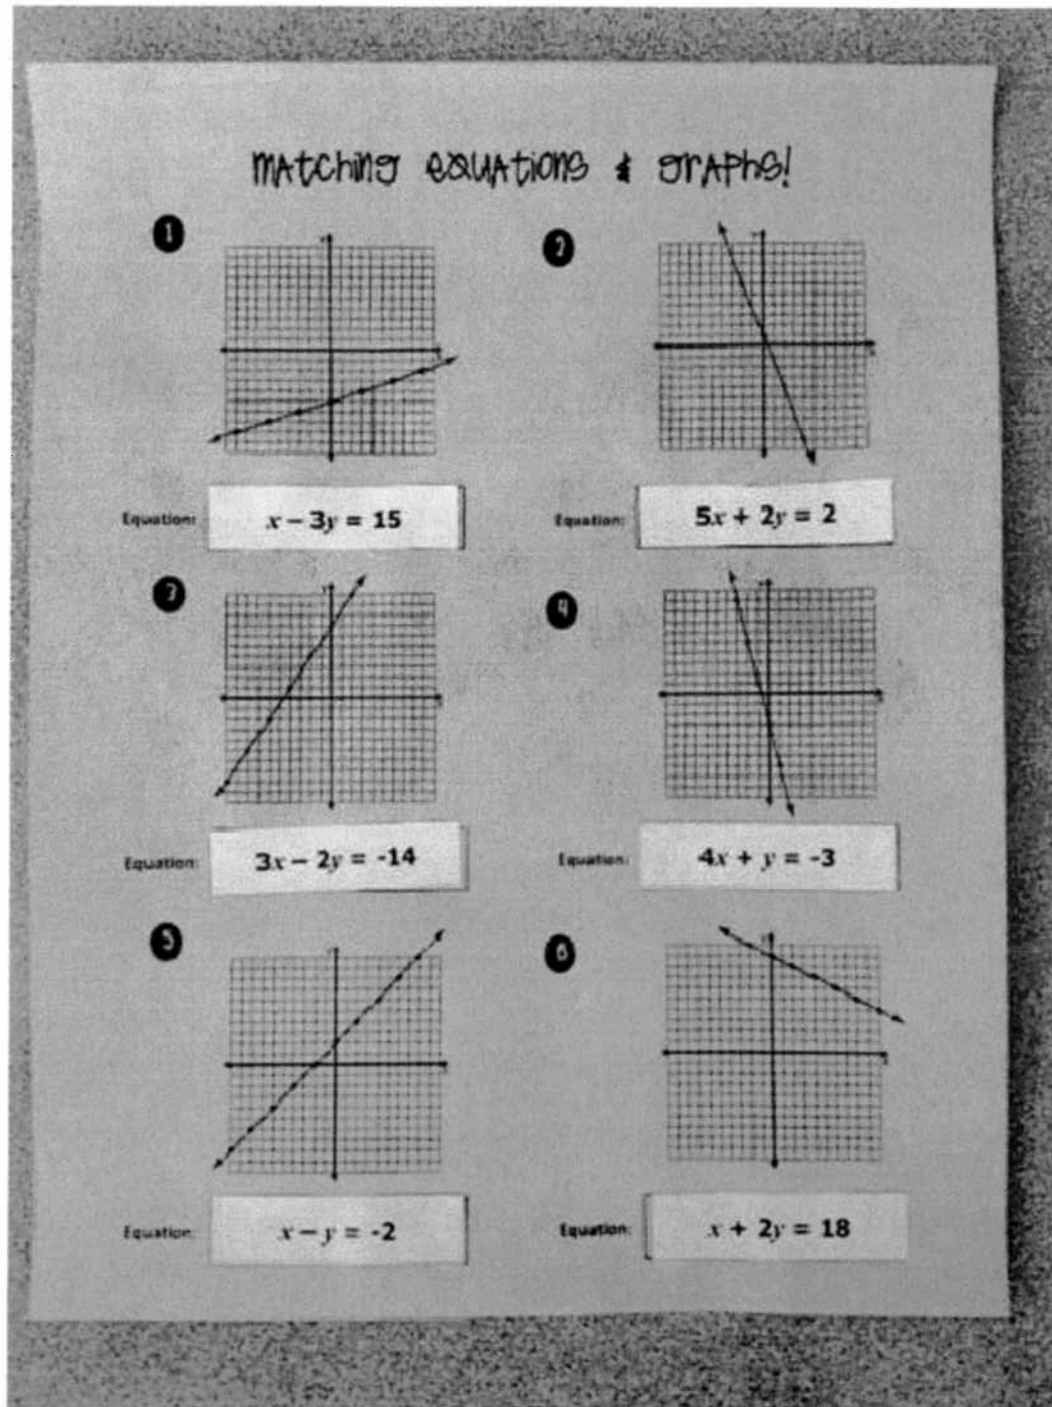 MAtching equations & grAphs!
1
2
Equation: x – 3y = 15
Equation: 5x + 2y = 2
3
4
Equation: 3x – 2y = -14
Equation: 4x + y = -3
5
6
Equation: x – y = -2
Equation: x + 2y = 18